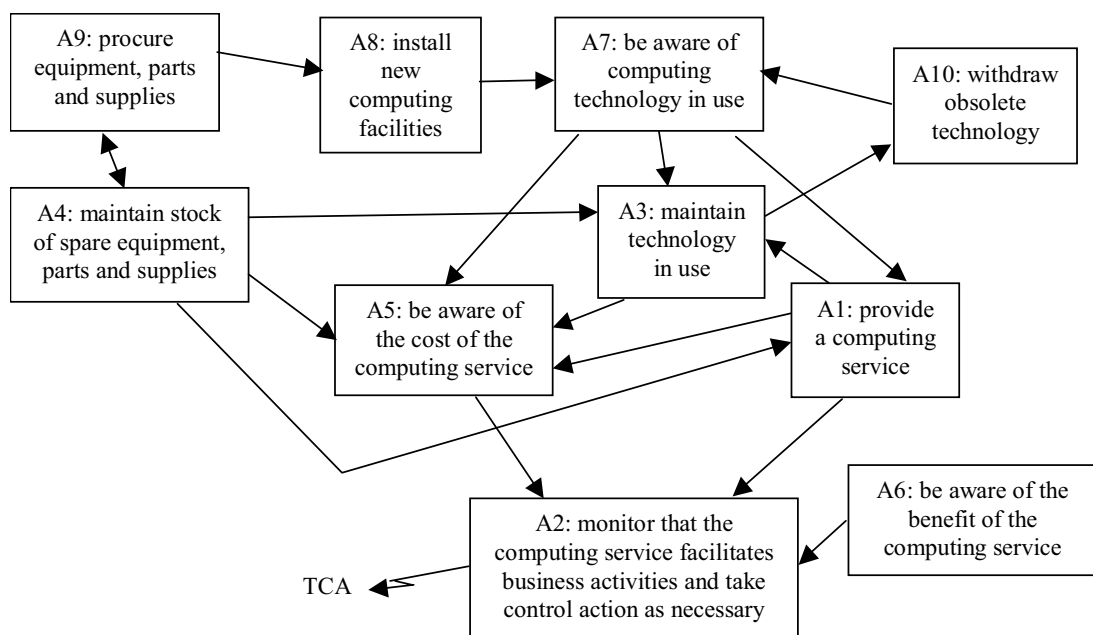 A9: procure
equipment, parts
and supplies
A8: install
new
computing
facilities
A7: be aware of
computing
technology in use
A10: withdraw
obsolete
technology
A4: maintain stock
of spare equipment,
parts and supplies
A3: maintain
technology
in use
A5: be aware of
the cost of the
computing service
A1: provide
a computing
service
A2: monitor that the
computing service facilitates
business activities and take
control action as necessary
A6: be aware of the
benefit of the
computing service
TCA